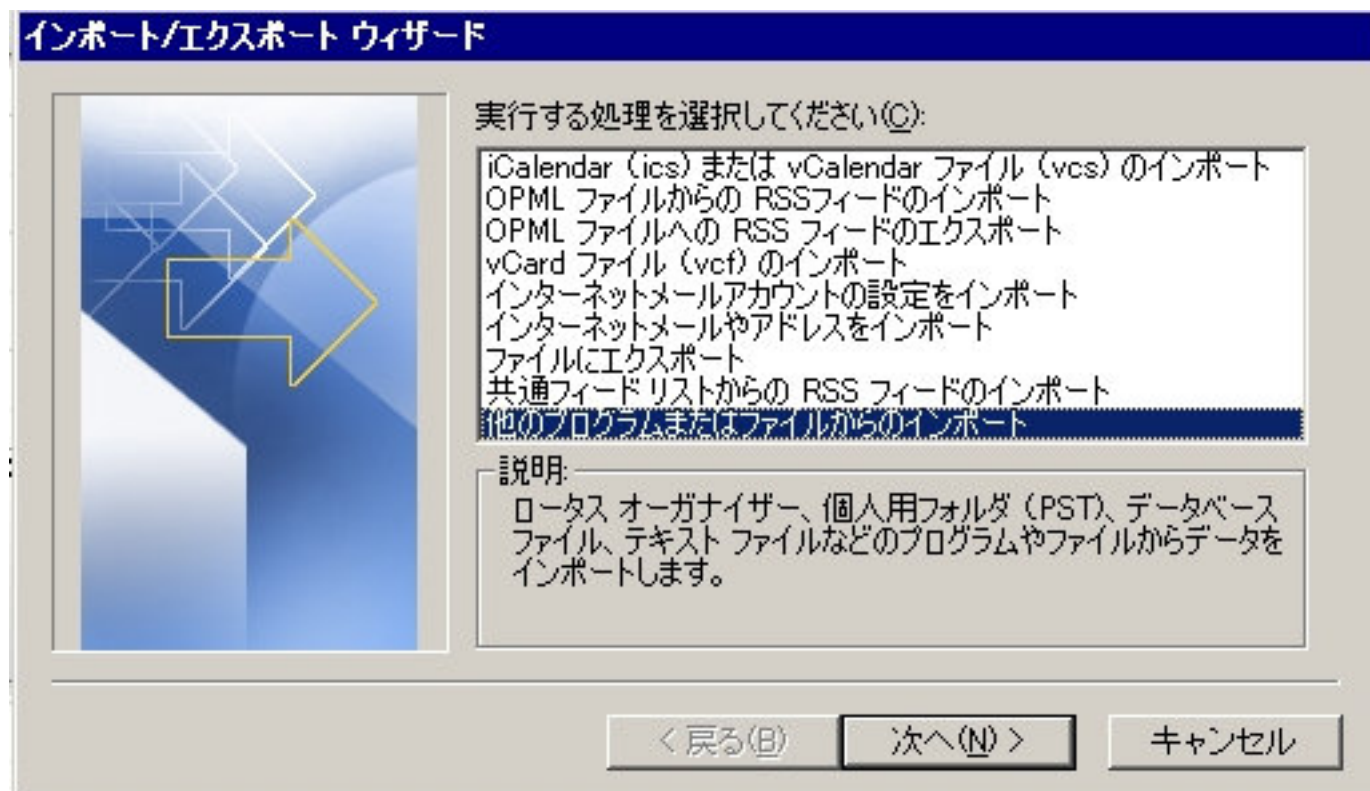 インポート/エクスポート ウィザード
実行する処理を選択してください(C):
iCalendar (ics) または vCalendar ファイル (vcs) のインポート
OPML ファイルからの RSSフィードのインポート
OPML ファイルへの RSS フィードのエクスポート
vCard ファイル (vcf) のインポート
インターネットメールアカウントの設定をインポート
インターネットメールやアドレスをインポート
ファイルにエクスポート
共通フィード リストからの RSS フィードのインポート
他のプログラムまたはファイルからのインポート
説明:
ロータス オーガナイザー、個人用フォルダ (PST)、データベース
ファイル、テキスト ファイルなどのプログラムやファイルからデータを
インポートします。
< 戻る(B)
次へ(N) >
キャンセル